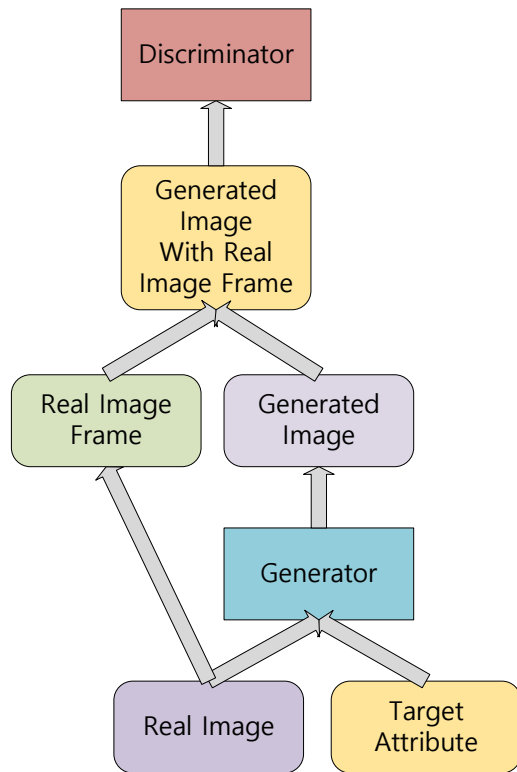 Discriminator
Generated
Image
With Real
Image Frame
Real Image
Frame
Generated
Image
Generator
Real Image
Target
Attribute